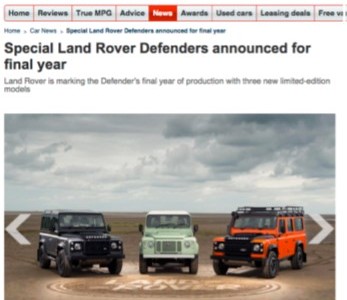 Home Reviews True MPG Advice News Awards Used cars Leasing deals Free
Home Car News Special Land Rover Defenders announced for final year
Special Land Rover Defenders announced for
final year
Land Rover is marking the Defender's final year of production with three new limited-edition
models